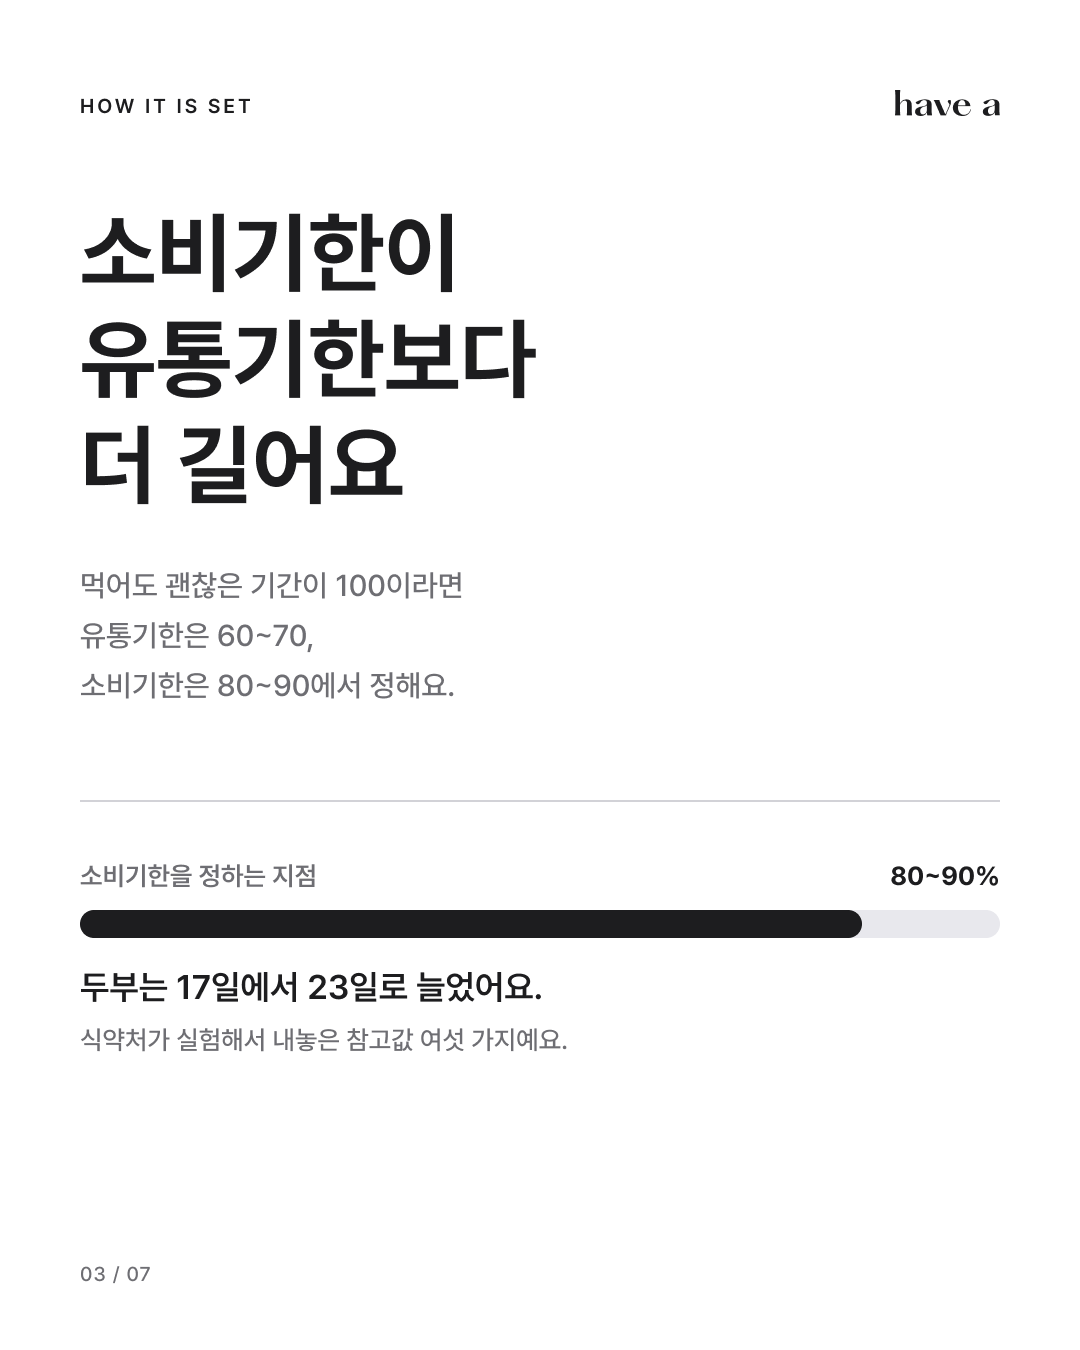 HOW IT IS SET
have a
소비기한이
유통기한보다
더 길어요
먹어도 괜찮은 기간이 100이라면
유통기한은 60~70,
소비기한은 80~90에서 정해요.
소비기한을 정하는 지점
80~90%
두부는 17일에서 23일로 늘었어요.
식약처가 실험해서 내놓은 참고값 여섯 가지예요.
03 / 07